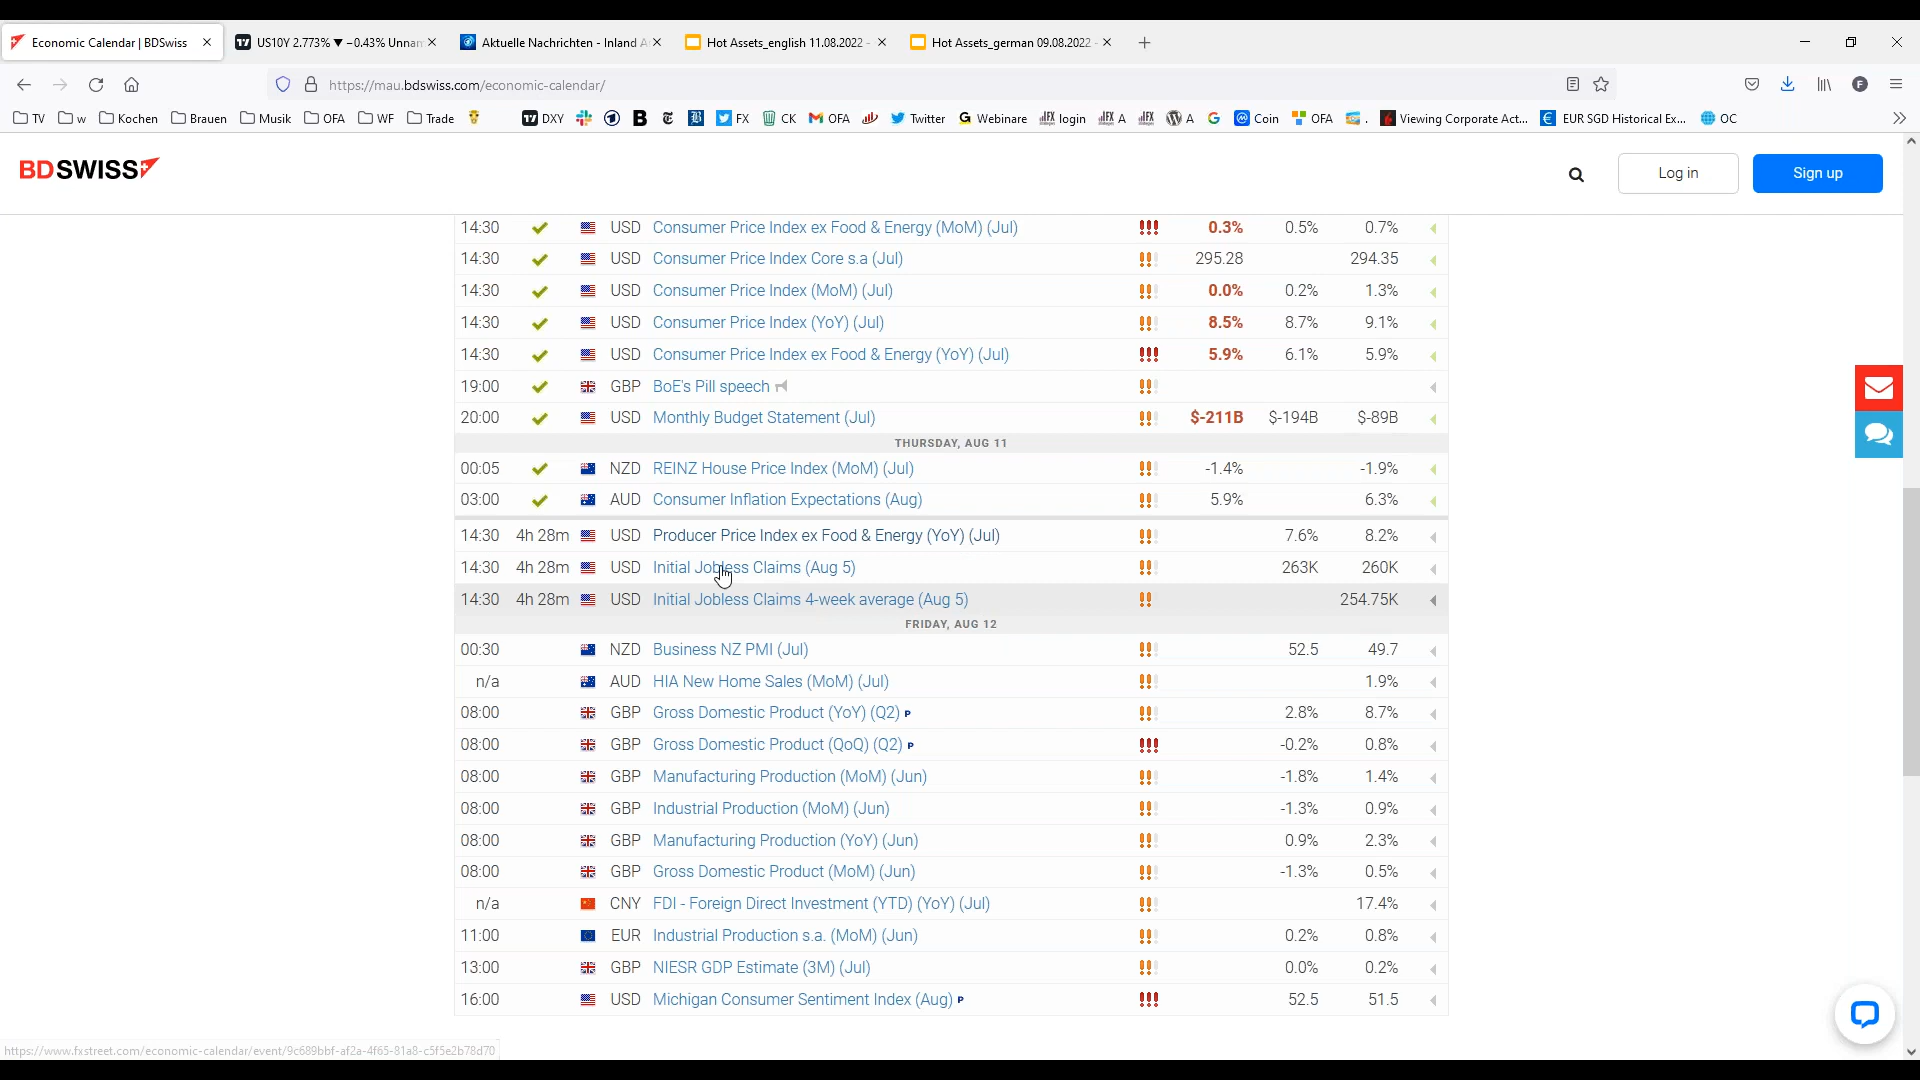 Economic Calendar | BDSwiss
US10Y 2.773% ▼ −0.43% Unnam
Aktuelle Nachrichten - Inland A
Hot Assets_english 11.08.2022 -
Hot Assets_german 09.08.2022 -
https://mau.bdswiss.com/economic-calendar/
TV w Kochen Brauen Musik OFA WF Trade DXY FX CK OFA Twitter Webinare login A A G Coin OFA . Viewing Corporate Act... EUR SGD Historical Ex... OC
BDSWISS
Log in
Sign up
14:30 USD Consumer Price Index ex Food & Energy (MoM) (Jul) 0.3% 0.5% 0.7%
14:30 USD Consumer Price Index Core s.a (Jul) 295.28 294.35
14:30 USD Consumer Price Index (MoM) (Jul) 0.0% 0.2% 1.3%
14:30 USD Consumer Price Index (YoY) (Jul) 8.5% 8.7% 9.1%
14:30 USD Consumer Price Index ex Food & Energy (YoY) (Jul) 5.9% 6.1% 5.9%
19:00 GBP BoE's Pill speech
20:00 USD Monthly Budget Statement (Jul) $-211B $-194B $-89B
THURSDAY, AUG 11
00:05 NZD REINZ House Price Index (MoM) (Jul) -1.4% -1.9%
03:00 AUD Consumer Inflation Expectations (Aug) 5.9% 6.3%
14:30 4h 28m USD Producer Price Index ex Food & Energy (YoY) (Jul) 7.6% 8.2%
14:30 4h 28m USD Initial Jobless Claims (Aug 5) 263K 260K
14:30 4h 28m USD Initial Jobless Claims 4-week average (Aug 5) 254.75K
FRIDAY, AUG 12
00:30 NZD Business NZ PMI (Jul) 52.5 49.7
n/a AUD HIA New Home Sales (MoM) (Jul) 1.9%
08:00 GBP Gross Domestic Product (YoY) (Q2) P 2.8% 8.7%
08:00 GBP Gross Domestic Product (QoQ) (Q2) P -0.2% 0.8%
08:00 GBP Manufacturing Production (MoM) (Jun) -1.8% 1.4%
08:00 GBP Industrial Production (MoM) (Jun) -1.3% 0.9%
08:00 GBP Manufacturing Production (YoY) (Jun) 0.9% 2.3%
08:00 GBP Gross Domestic Product (MoM) (Jun) -1.3% 0.5%
n/a CNY FDI - Foreign Direct Investment (YTD) (YoY) (Jul) 17.4%
11:00 EUR Industrial Production s.a. (MoM) (Jun) 0.2% 0.8%
13:00 GBP NIESR GDP Estimate (3M) (Jul) 0.0% 0.2%
16:00 USD Michigan Consumer Sentiment Index (Aug) P 52.5 51.5
https://www.fxstreet.com/economic-calendar/event/9c689bbf-af2a-4f65-81a8-c5f5e2b78d70